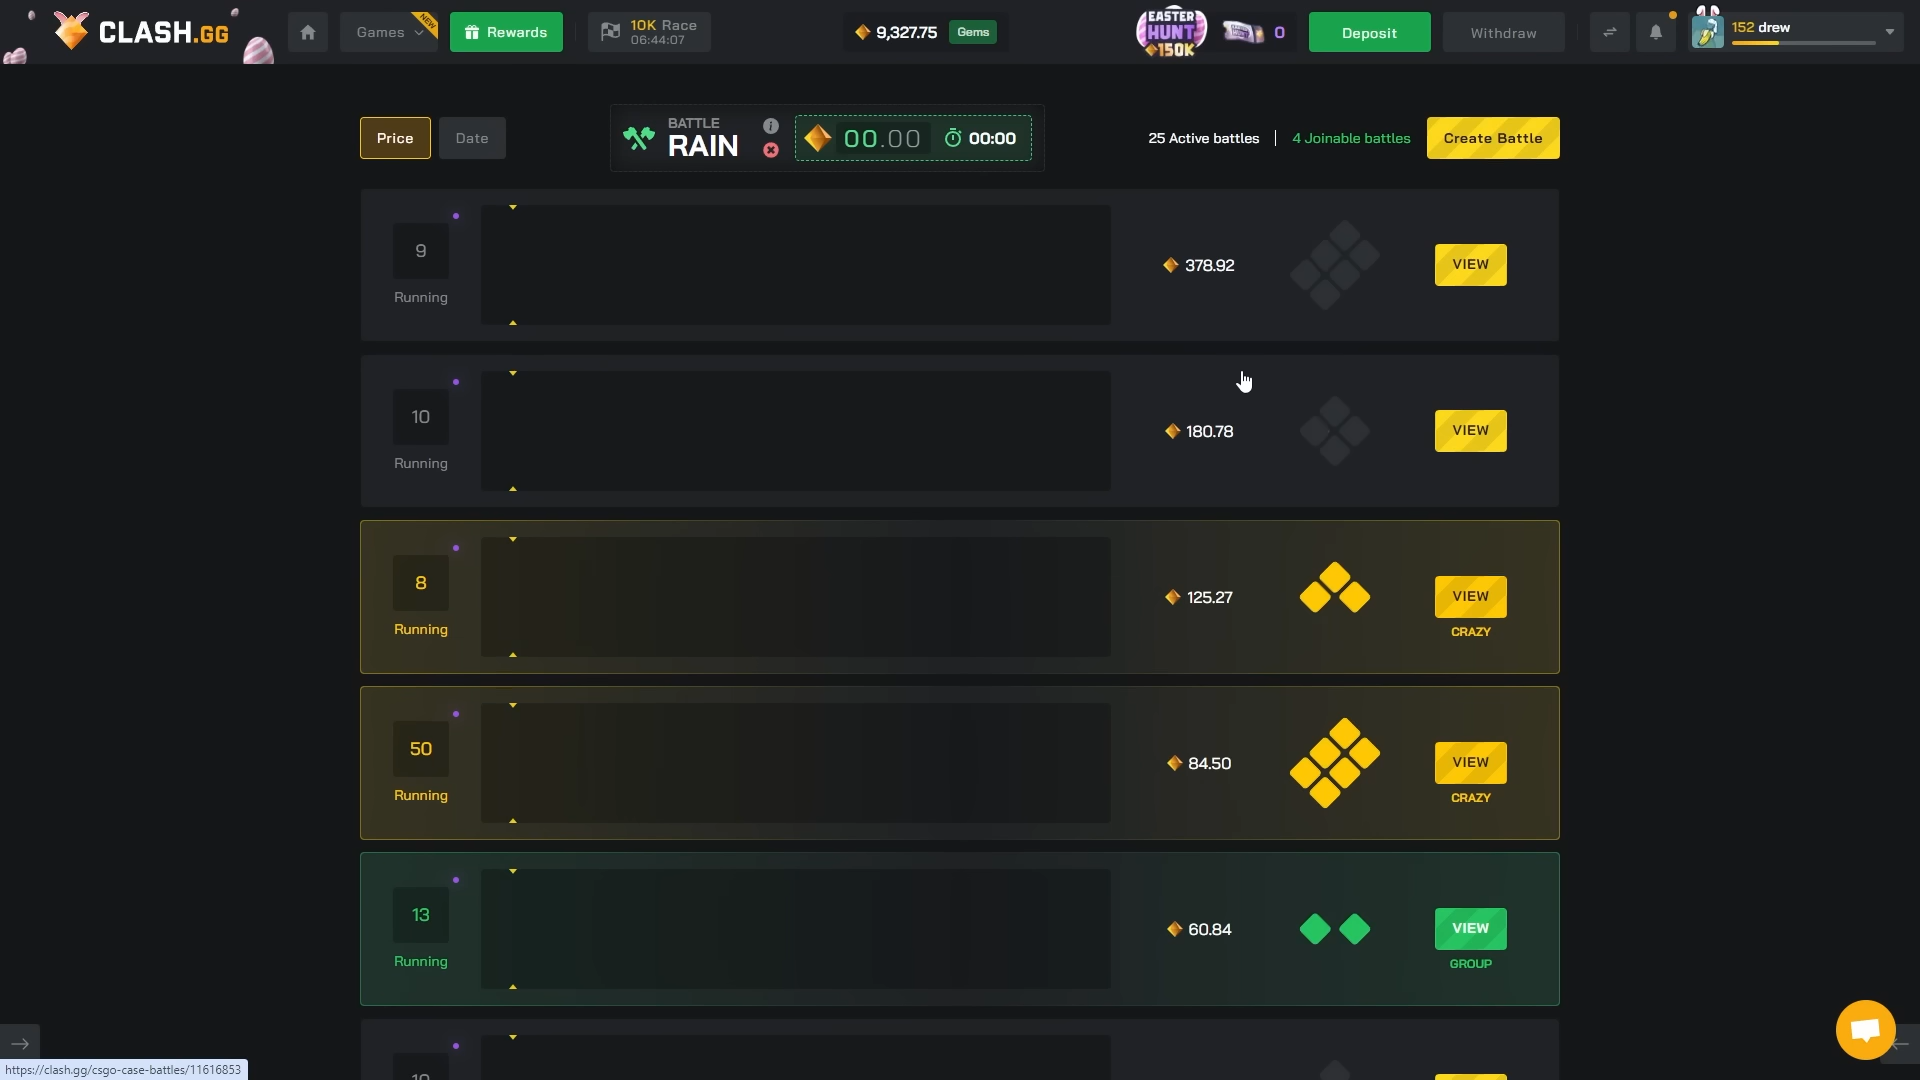 CLASH.GG
Games
NEW
Rewards
10K Race
06:44:07
9,327.75
Gems
EASTER
HUNT
150K
0
Deposit
Withdraw
152 drew
Price
Date
BATTLE
RAIN
00.00
00:00
25 Active battles
4 Joinable battles
Create Battle
9
Running
378.92
VIEW
10
Running
180.78
VIEW
8
Running
125.27
VIEW
CRAZY
50
Running
84.50
VIEW
CRAZY
13
Running
60.84
VIEW
GROUP
https://clash.gg/csgo-case-battles/11616853